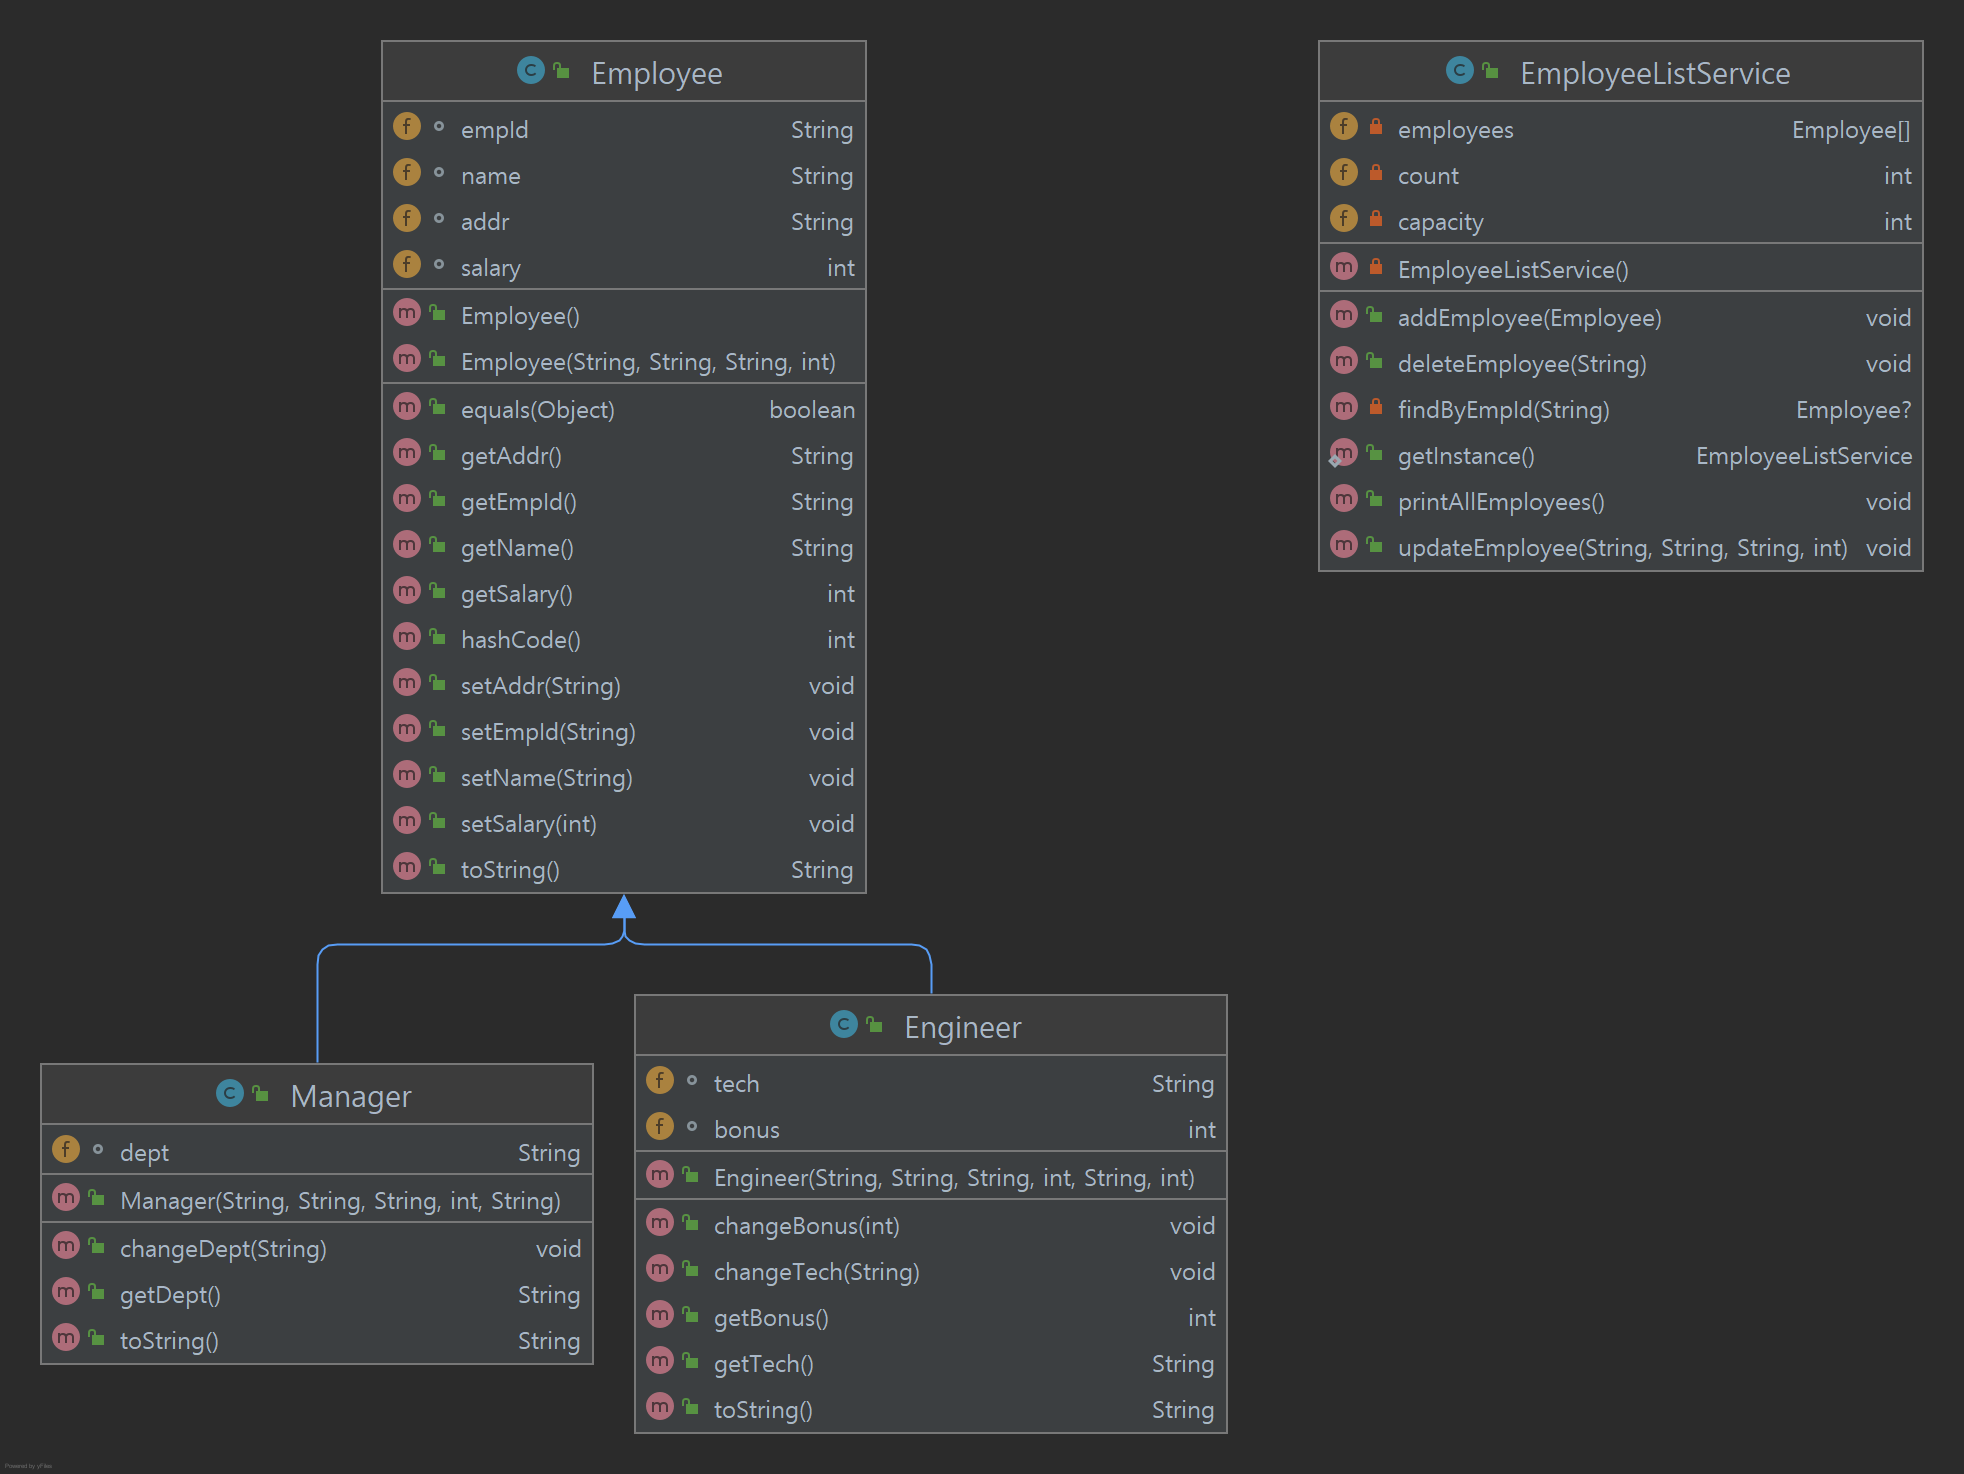 Employee
empId String
name String
addr String
salary int
Employee()
Employee(String, String, String, int)
equals(Object) boolean
getAddr() String
getEmpId() String
getName() String
getSalary() int
hashCode() int
setAddr(String) void
setEmpId(String) void
setName(String) void
setSalary(int) void
toString() String
EmployeeListService
employees Employee[]
count int
capacity int
EmployeeListService()
addEmployee(Employee) void
deleteEmployee(String) void
findByEmpId(String) Employee?
getInstance() EmployeeListService
printAllEmployees() void
updateEmployee(String, String, String, int) void
Manager
dept String
Manager(String, String, String, int, String)
changeDept(String) void
getDept() String
toString() String
Engineer
tech String
bonus int
Engineer(String, String, String, int, String, int)
changeBonus(int) void
changeTech(String) void
getBonus() int
getTech() String
toString() String
Powered by yFiles